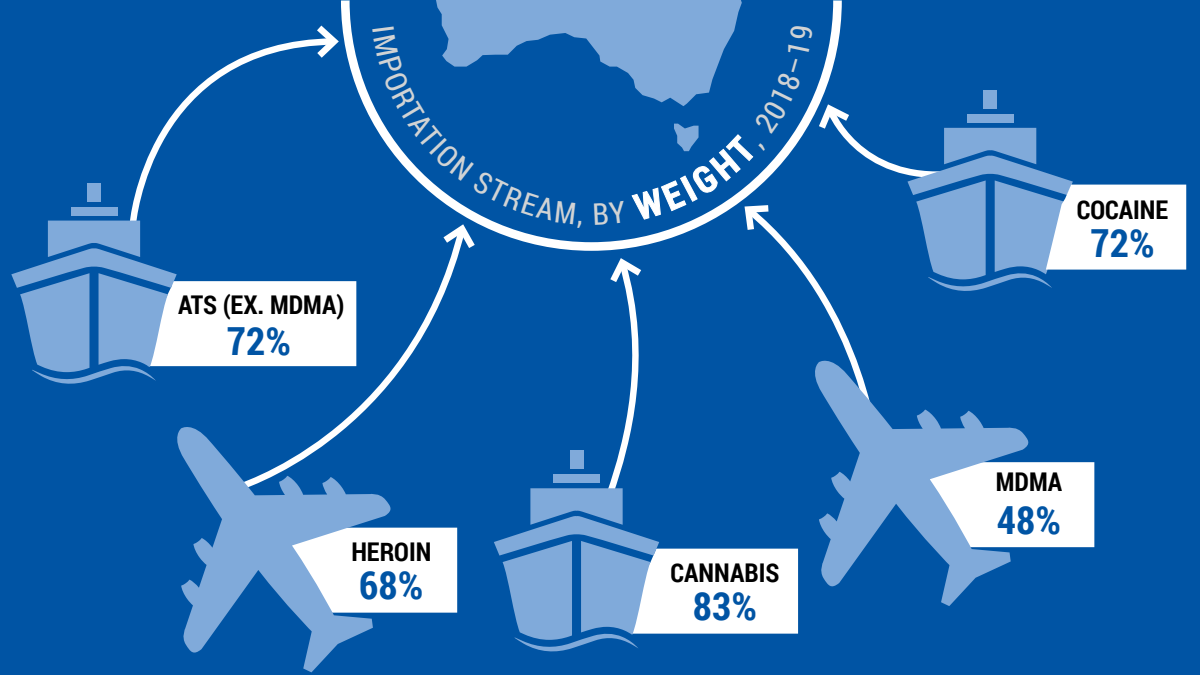 IMPORTATION STREAM, BY WEIGHT, 2018–19
COCAINE
72%
ATS (EX. MDMA)
72%
MDMA
48%
HEROIN
68%
CANNABIS
83%